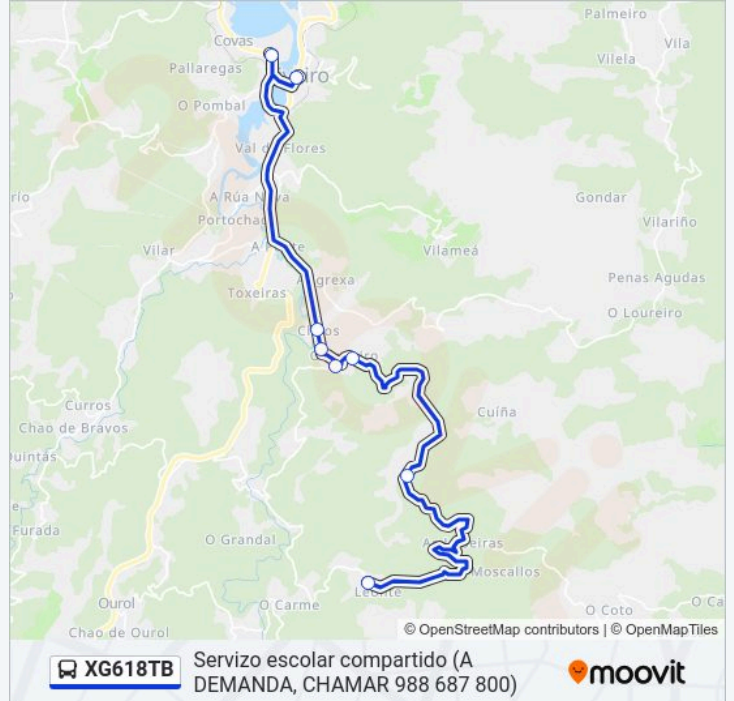 Palmeiro
Covas
Vila
Vilela
Pallaregas
O Pombal
Val de Flores
A Rúa Nova
Gondar
Vilariño
Vilar
Vilameá
Penas Agudas
Toxeiras
O Loureiro
Curros
Cuíña
Chao de Bravos
Furada
O Grandal
Moscallos
Leonte
Ourol
O Carme
O Coto
Chao de Ourol
© OpenStreetMap contributors | © OpenMapTiles
XG618TB
Servizo escolar compartido (A
DEMANDA, CHAMAR 988 687 800)
moovit